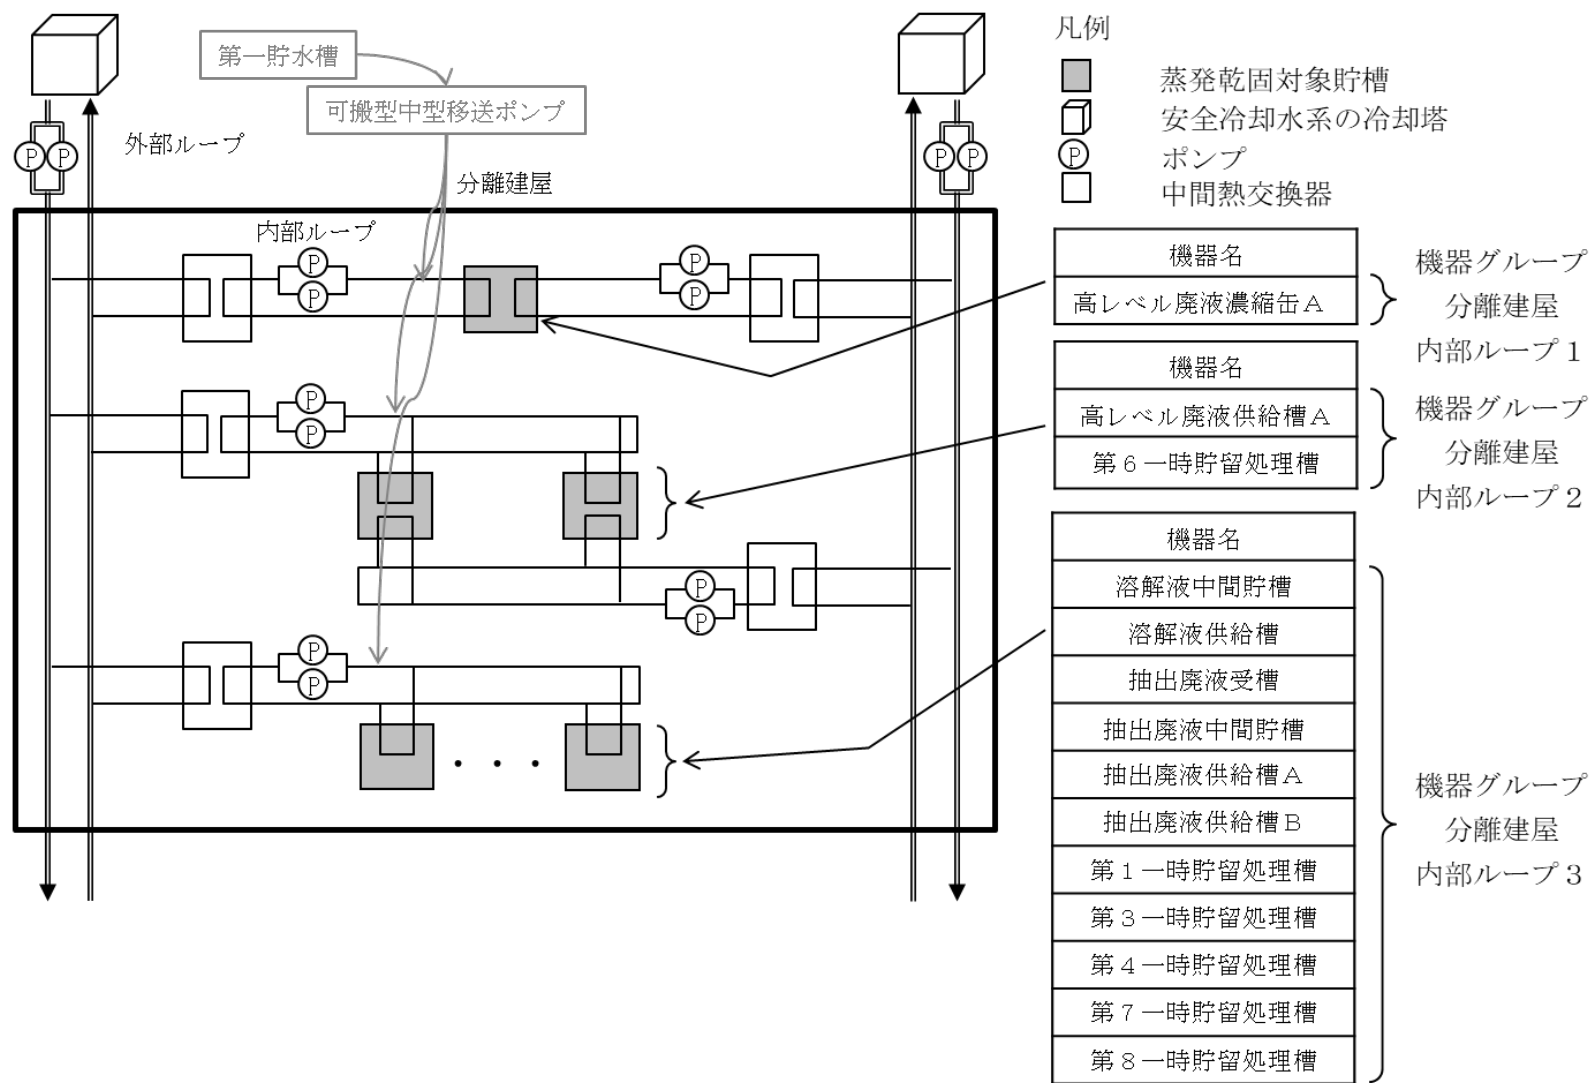 第一貯水槽
可搬型中型移送ポンプ
外部ループ
分離建屋
内部ループ
P
P
P
P
P
P
P
P
P
P
P
P
P
P
凡例
蒸発乾固対象貯槽
安全冷却水系の冷却塔
P
ポンプ
中間熱交換器
機器名
高レベル廃液濃縮缶A
機器グループ
分離建屋
内部ループ1
機器名
高レベル廃液供給槽A
第6一時貯留処理槽
機器グループ
分離建屋
内部ループ2
機器名
溶解液中間貯槽
溶解液供給槽
抽出廃液受槽
抽出廃液中間貯槽
抽出廃液供給槽A
抽出廃液供給槽B
第1一時貯留処理槽
第3一時貯留処理槽
第4一時貯留処理槽
第7一時貯留処理槽
第8一時貯留処理槽
機器グループ
分離建屋
内部ループ3